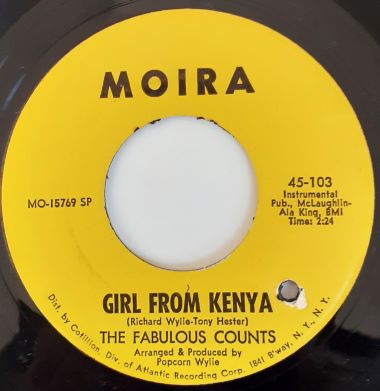 MOIRA
MO-15769 SP
45-103
Instrumental
Pub., McLaughlin-
Ala King, BMI
Time: 2:24
GIRL FROM KENYA
(Richard Wylie-Tony Hester)
THE FABULOUS COUNTS
Arranged & Produced by
Popcorn Wylie
Dist. by Cotillion, Div. of Atlantic Recording Corp. 1841 B'way, N. Y., N. Y.